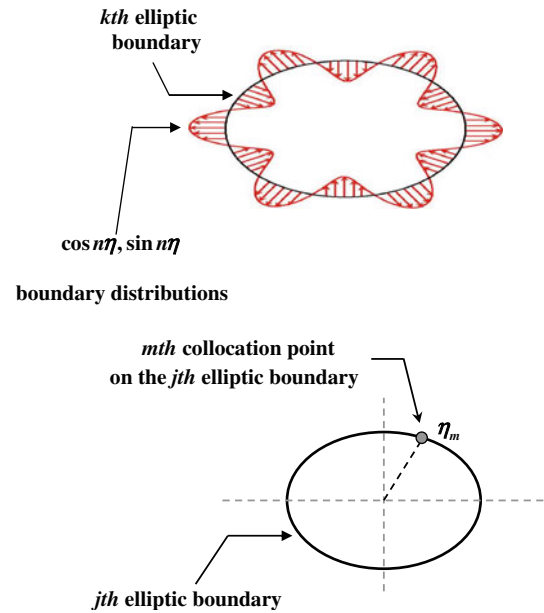 kth elliptic
boundary
cos nη, sin nη
boundary distributions
mth collocation point
on the jth elliptic boundary
ηm
jth elliptic boundary